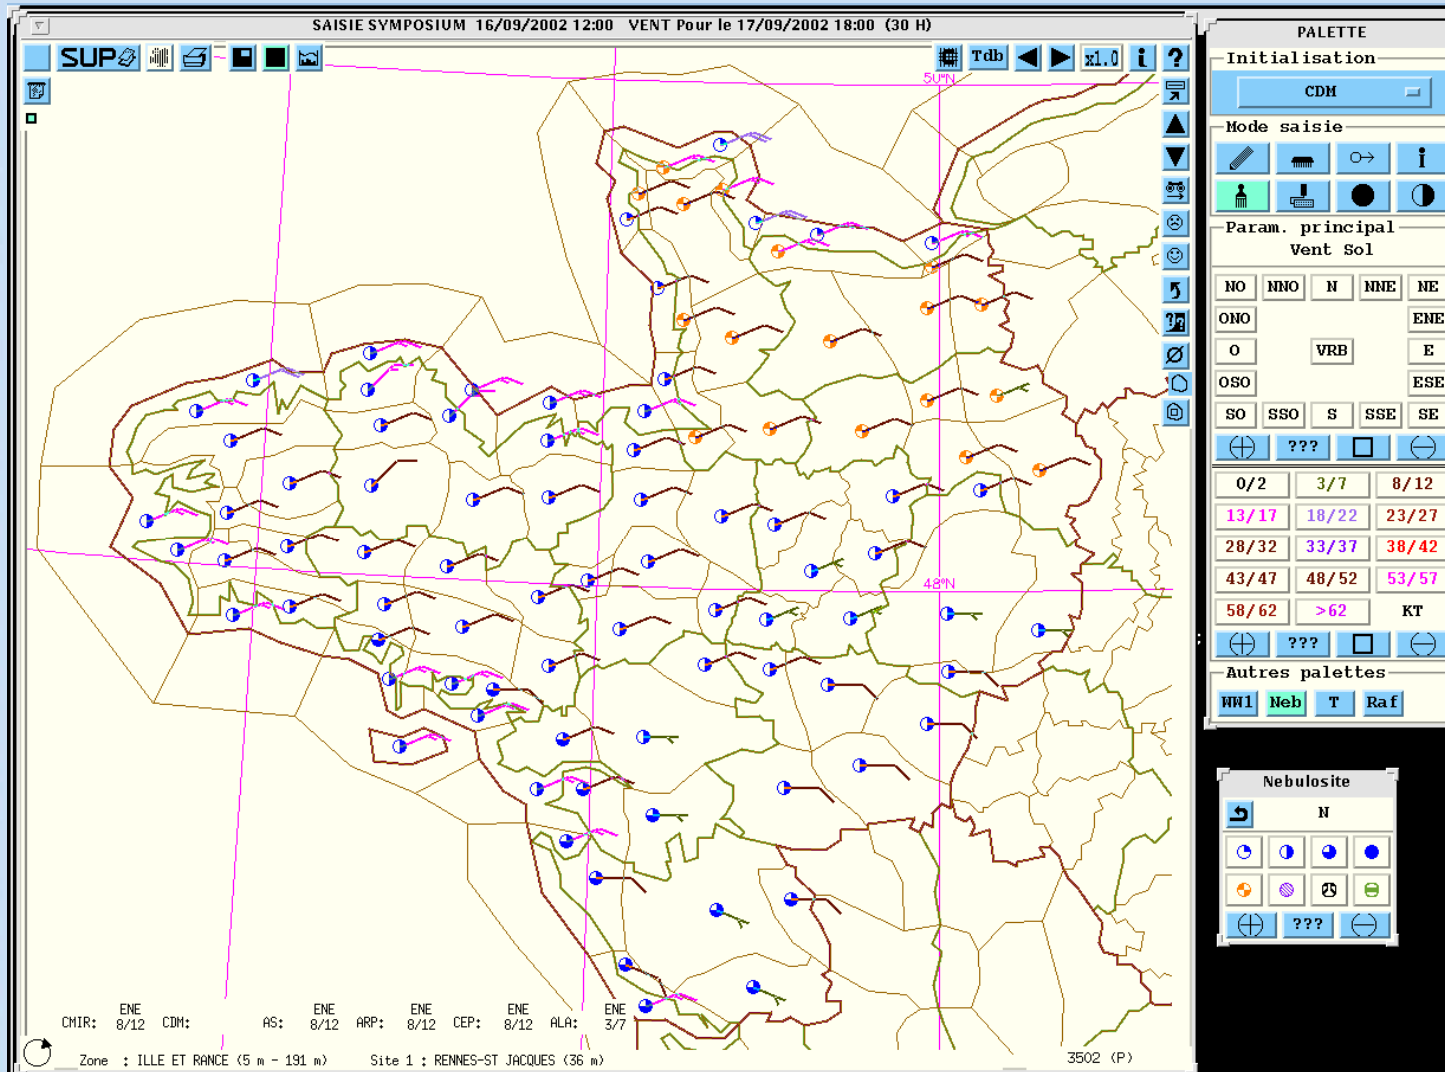 SAISIE SYMPOSIUM 16/09/2002 12:00 VENT Pour le 17/09/2002 18:00 (30 H)
SUP
Tdb
x1.0
i
?
50°N
48°N
CMIR: ENE 8/12 CDM: AS: ENE 8/12 ARP: ENE 8/12 CEP: ENE 8/12 ALA: ENE 3/7
Zone : ILLE ET RANCE (5 m - 191 m) Site 1 : RENNES-ST JACQUES (36 m)
3502 (P)
PALETTE
Initialisation
CDM
Mode saisie
i
Param. principal
Vent Sol
NO NNO N NNE NE
ONO ENE
O VRB E
OSO ESE
SO SSO S SSE SE
???
0/2 3/7 8/12
13/17 18/22 23/27
28/32 33/37 38/42
43/47 48/52 53/57
58/62 >62 KT
???
Autres palettes
WW1 Neb T Raf
Nebulosite
N
???